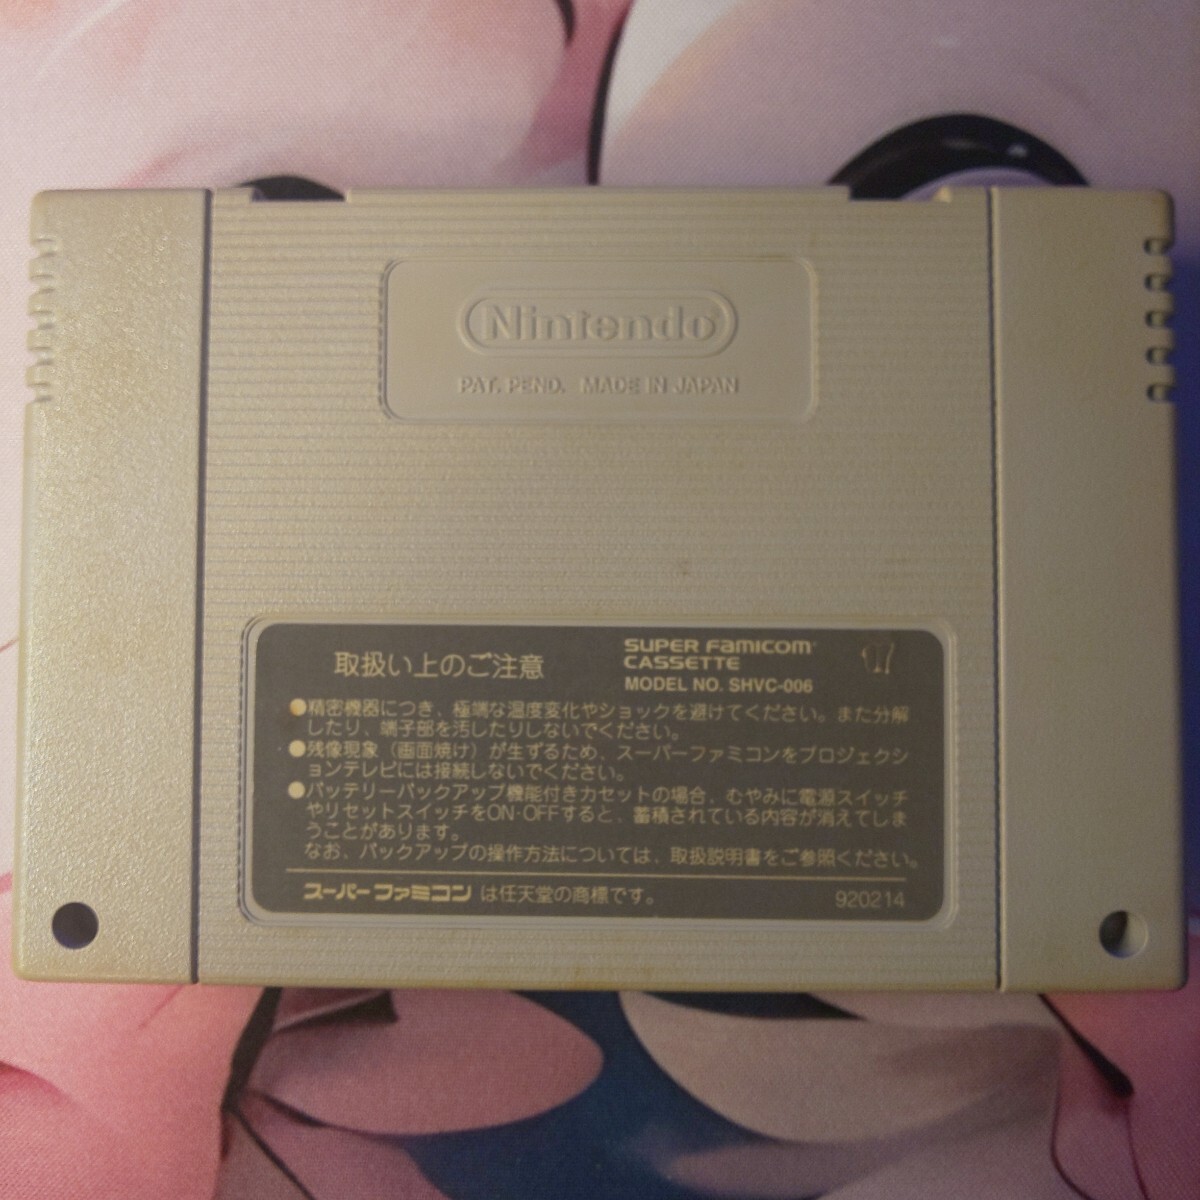 Nintendo
PAT. PEND. MADE IN JAPAN
取扱い上のご注意
SUPER FAMICOM
CASSETTE
MODEL NO. SHVC-006
17
●精密機器につき、極端な温度変化やショックを避けてください。また分解
したり、端子部を汚したりしないでください。
●残像現象（画面焼け）が生ずるため、スーパーファミコンをプロジェクシ
ョンテレビには接続しないでください。
●バッテリーバックアップ機能付きカセットの場合、むやみに電源スイッチ
やリセットスイッチをON・OFFすると、蓄積されている内容が消えてしま
うことがあります。
なお、バックアップの操作方法については、取扱説明書をご参照ください。
スーパーファミコンは任天堂の商標です。
920214